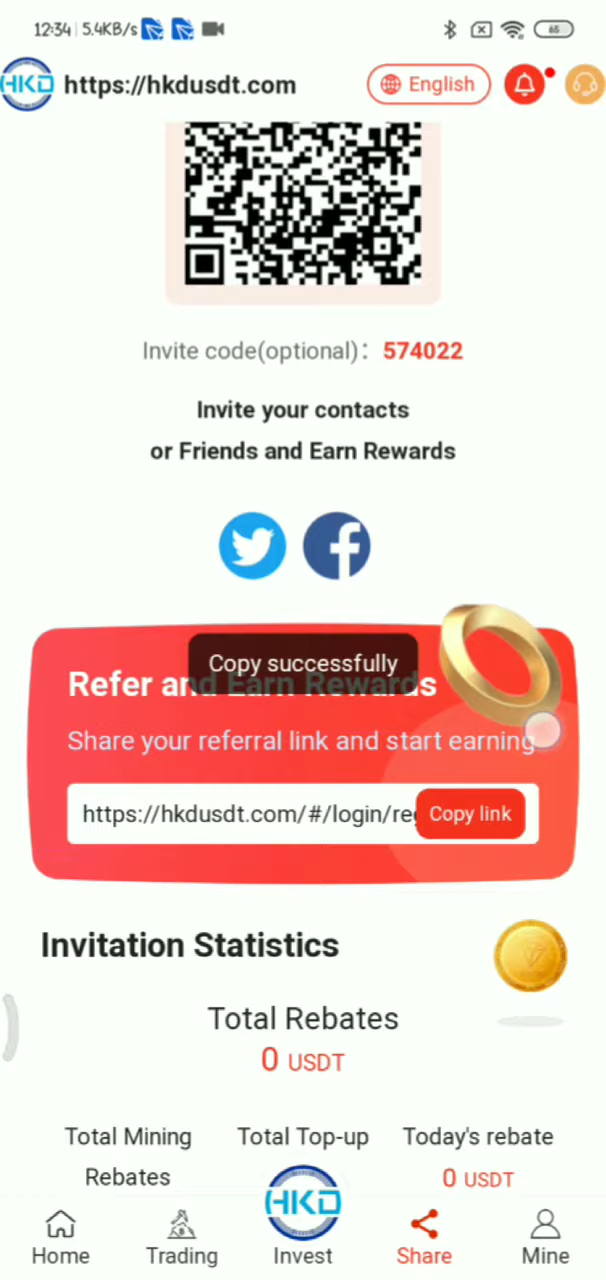 12:34 5.4KB/s 65
HKD https://hkdusdt.com English
Invite code(optional)： 574022
Invite your contacts
or Friends and Earn Rewards
Copy successfully
Refer and Earn Rewards
Share your referral link and start earning
https://hkdusdt.com/#/login/reg Copy link
Invitation Statistics
Total Rebates
0 USDT
Total Mining Rebates
Total Top-up
Today's rebate
0 USDT
HKD
Home Trading Invest Share Mine